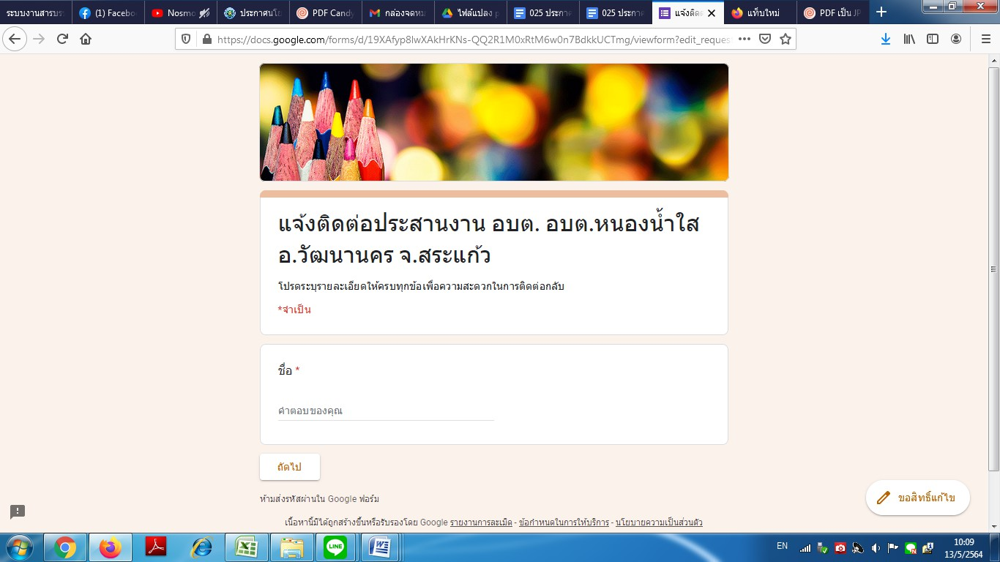 ระบบงานสารบรร
(1) Facebo
Nosmo
ประกาศนโย
PDF Candy
กล่องจดหม
ไฟล์แปลง p
025 ประกา
025 ประกา
แจ้งติดต
แท็บใหม่
PDF เป็น JP
https://docs.google.com/forms/d/19XAfyp8lwXAkHrKNs-QQ2R1M0xRtM6w0n7BdkkUCTmg/viewform?edit_reques
แจ้งติดต่อประสานงาน อบต. อบต.หนองน้ำใส
อ.วัฒนานคร จ.สระแก้ว
โปรดระบุรายละเอียดให้ครบทุกข้อเพื่อความสะดวกในการติดต่อกลับ
*จำเป็น
ชื่อ *
คำตอบของคุณ
ถัดไป
ขอสิทธิ์แก้ไข
ห้ามส่งรหัสผ่านใน Google ฟอร์ม
เนื้อหานี้มิได้ถูกสร้างขึ้นหรือรับรองโดย Google รายงานการละเมิด - ข้อกำหนดในการให้บริการ - นโยบายความเป็นส่วนตัว
LINE
EN
10:09
13/5/2564